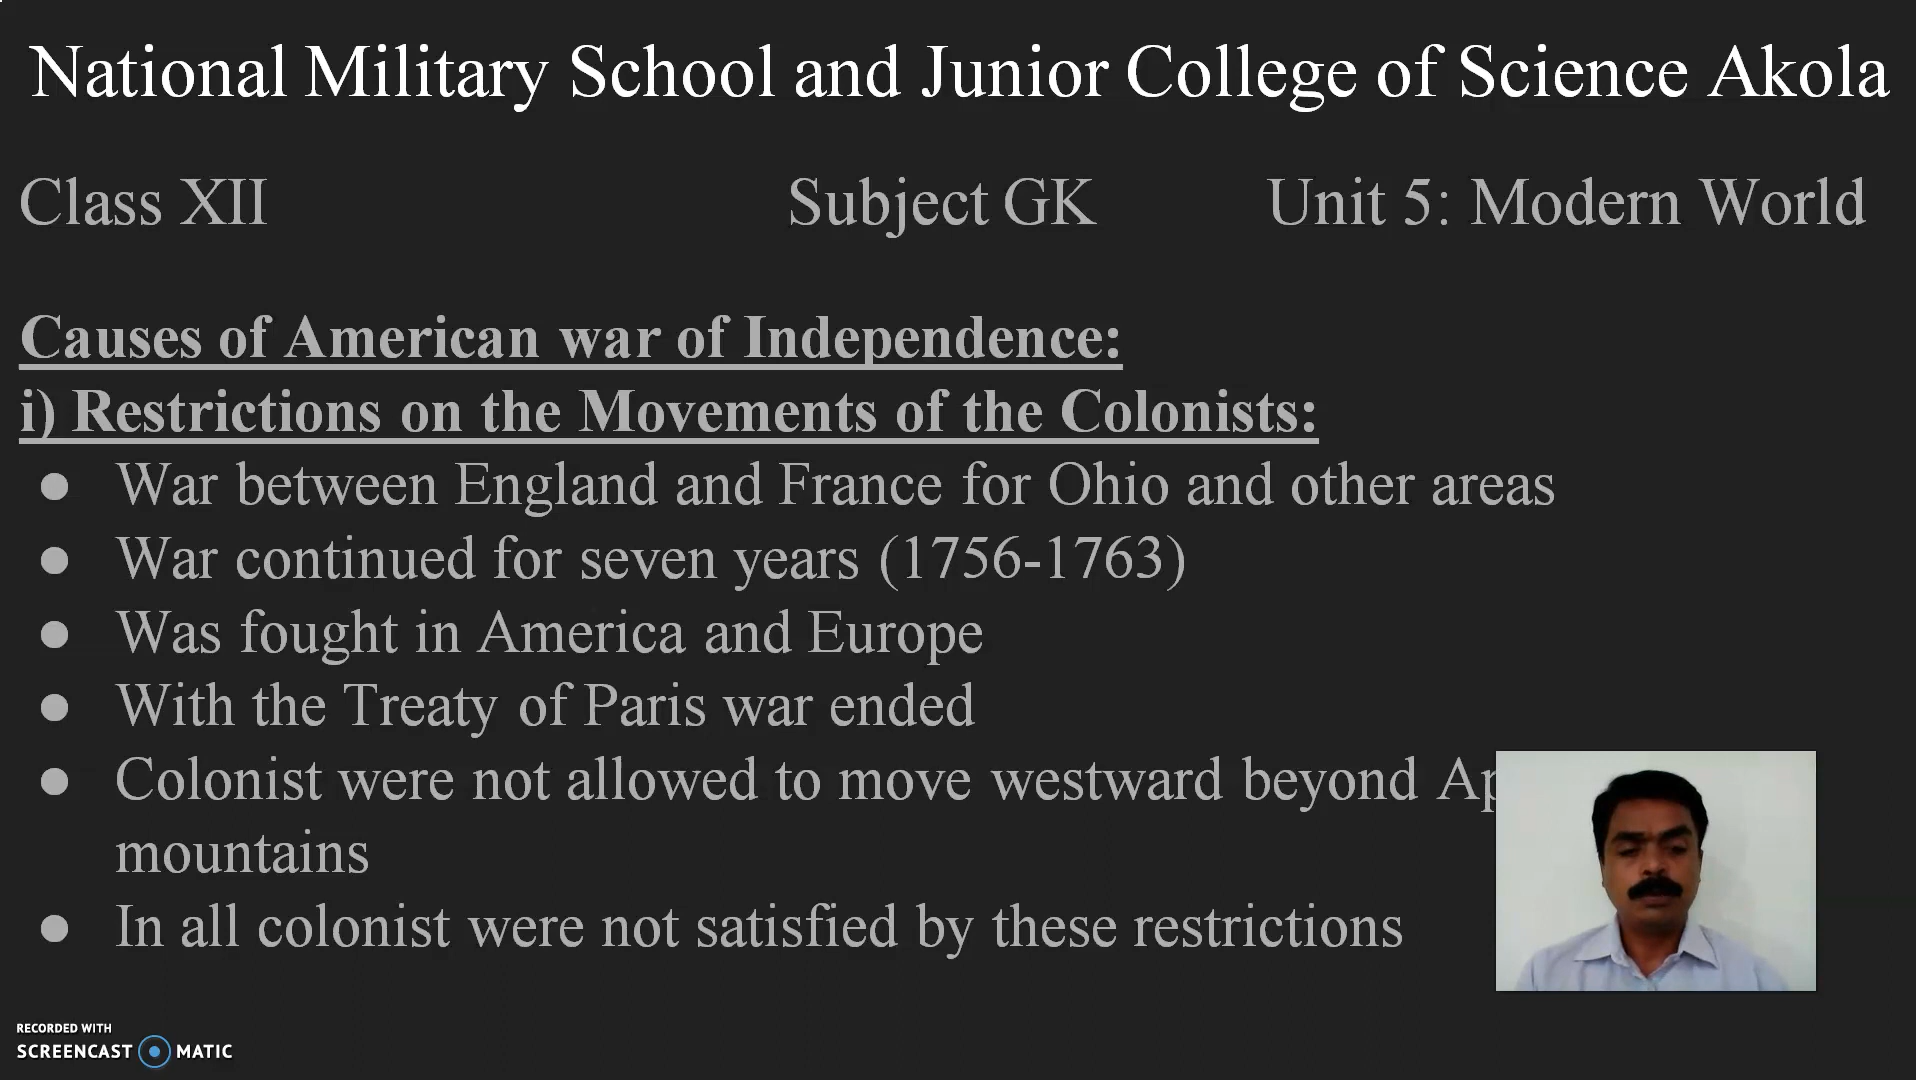 National Military School and Junior College of Science Akola
Class XII Subject GK Unit 5: Modern World
Causes of American war of Independence:
i) Restrictions on the Movements of the Colonists:
● War between England and France for Ohio and other areas
● War continued for seven years (1756-1763)
● Was fought in America and Europe
● With the Treaty of Paris war ended
● Colonist were not allowed to move westward beyond
mountains
● In all colonist were not satisfied by these restrictions
RECORDED WITH
SCREENCAST MATIC